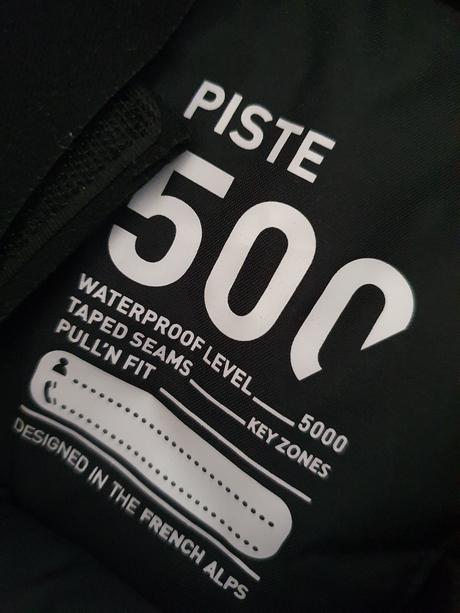 PISTE
500
WATERPROOF LEVEL 5000
TAPED SEAMS KEY ZONES
PULL'N FIT
DESIGNED IN THE FRENCH ALPS